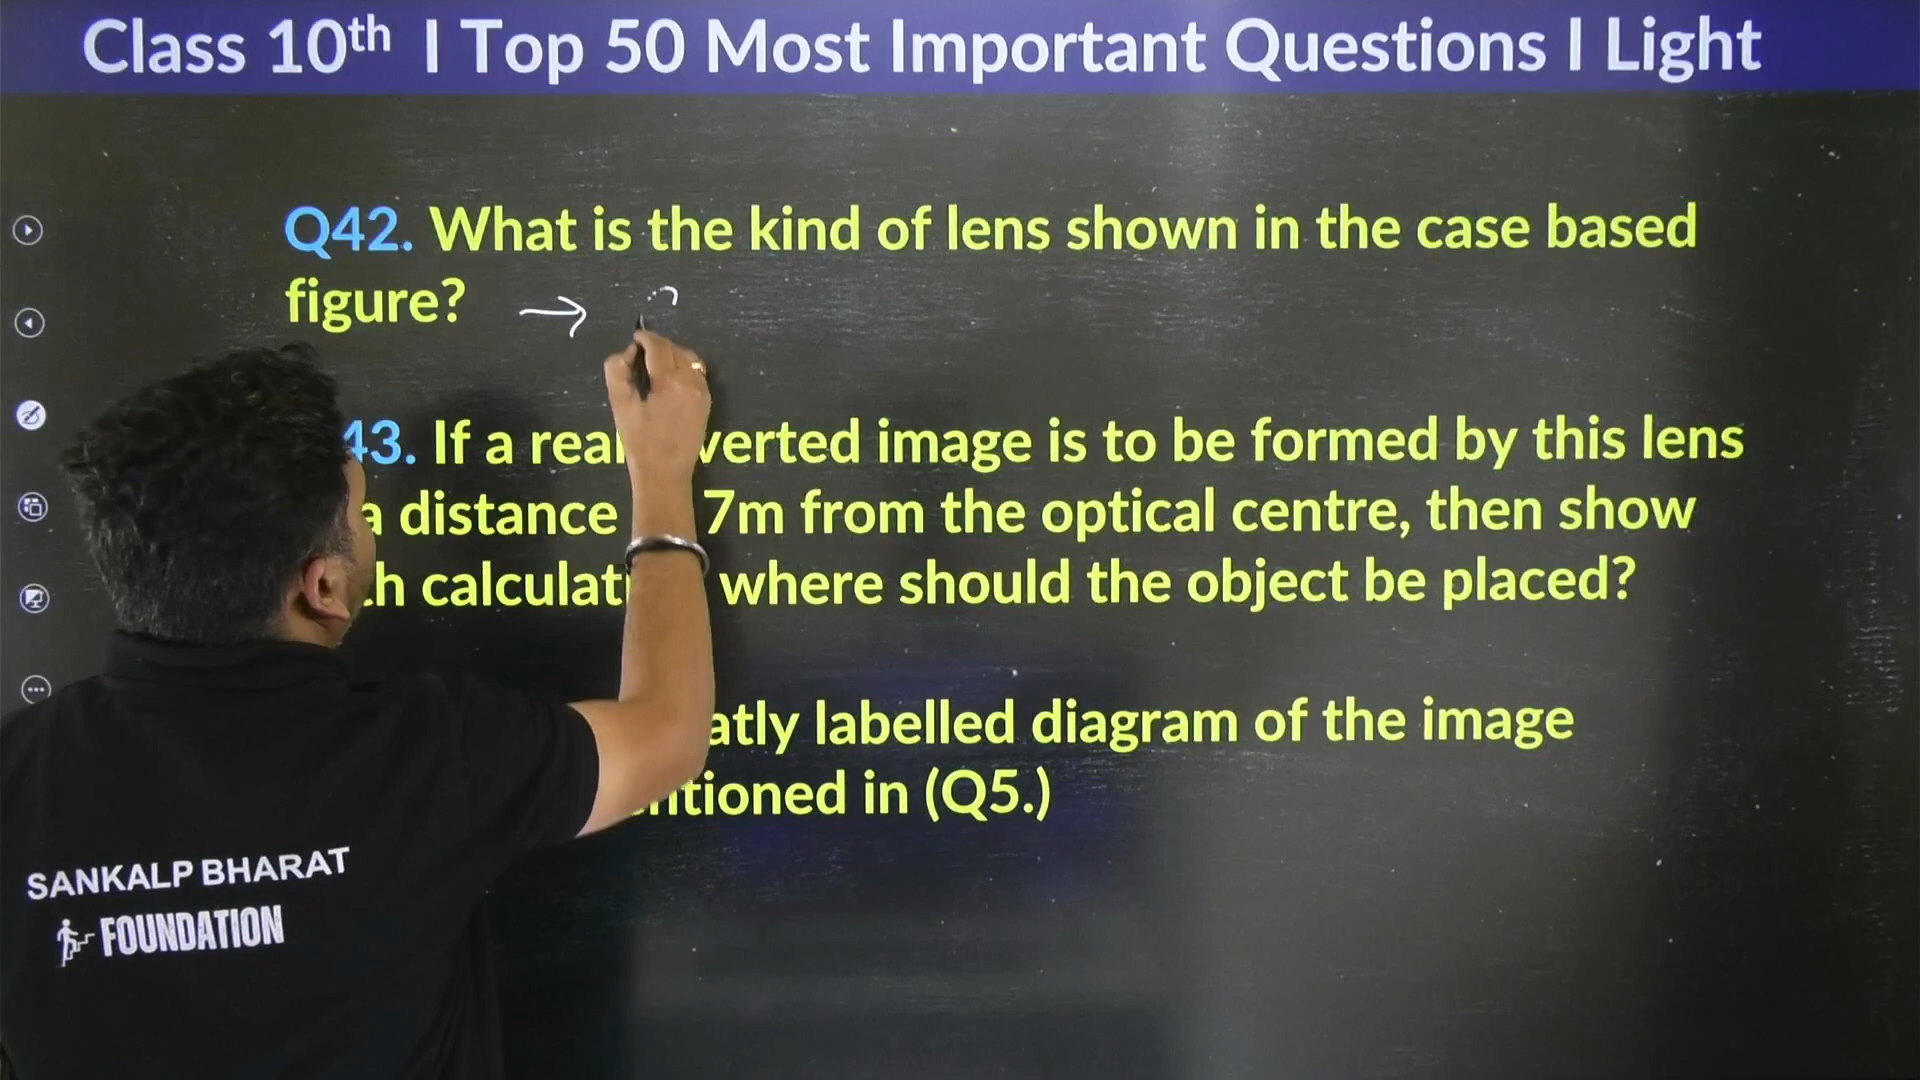 Class 10th I Top 50 Most Important Questions I Light
Q42. What is the kind of lens shown in the case based
figure? →
43. If a real verted image is to be formed by this lens
a distance 7m from the optical centre, then show
calculat where should the object be placed?
atly labelled diagram of the image
ntioned in (Q5.)
SANKALP BHARAT
FOUNDATION